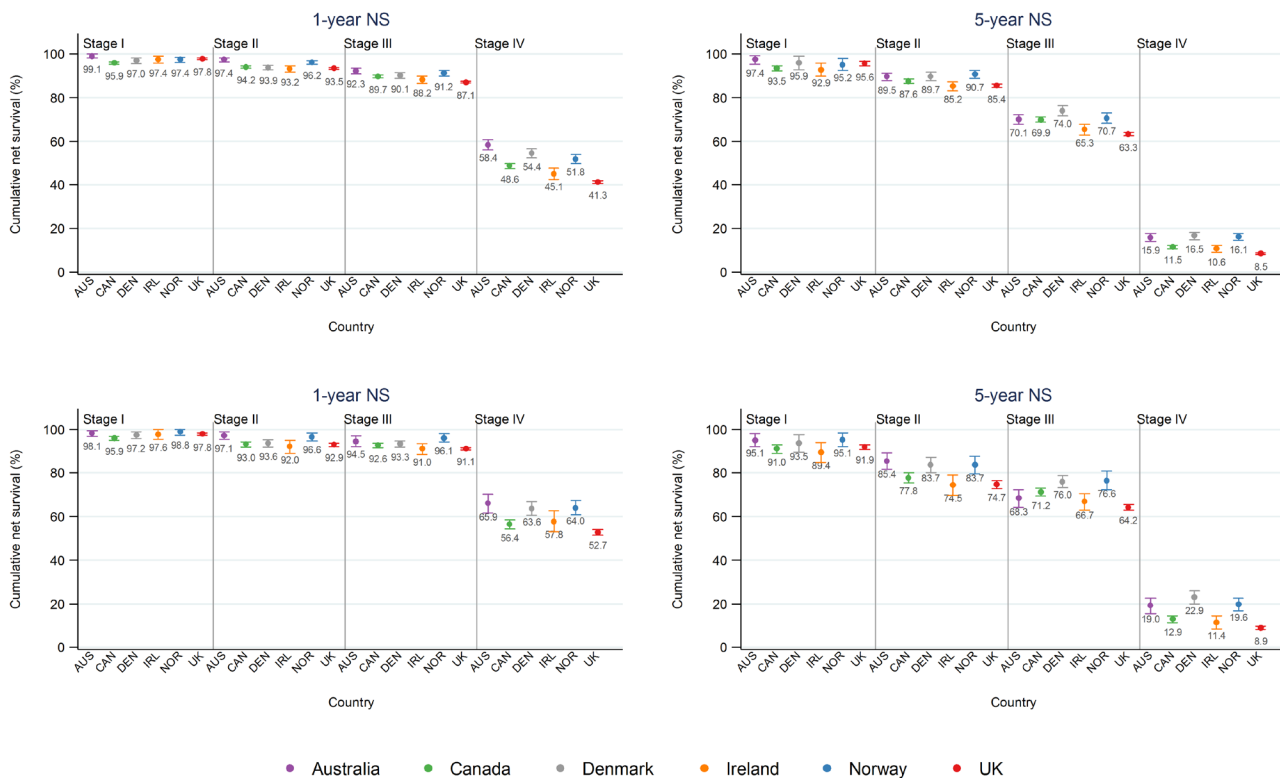 1-year NS
Cumulative net survival (%)
100
80
60
40
20
0
Stage I Stage II Stage III Stage IV
99.1 95.9 97.0 97.4 97.4 97.8 97.4 94.2 93.9 93.2 96.2 93.5 92.3 89.7 90.1 88.2 91.2 87.1 58.4 48.6 54.4 45.1 51.8 41.3
AUS CAN DEN IRL NOR UK AUS CAN DEN IRL NOR UK AUS CAN DEN IRL NOR UK AUS CAN DEN IRL NOR UK
Country
5-year NS
Cumulative net survival (%)
100
80
60
40
20
0
Stage I Stage II Stage III Stage IV
97.4 93.5 95.9 92.9 95.2 95.6 89.5 87.6 89.7 85.2 90.7 85.4 70.1 69.9 74.0 65.3 70.7 63.3 15.9 11.5 16.5 10.6 16.1 8.5
AUS CAN DEN IRL NOR UK AUS CAN DEN IRL NOR UK AUS CAN DEN IRL NOR UK AUS CAN DEN IRL NOR UK
Country
1-year NS
Cumulative net survival (%)
100
80
60
40
20
0
Stage I Stage II Stage III Stage IV
98.1 95.9 97.2 97.6 98.8 97.8 97.1 93.0 93.6 92.0 96.6 92.9 94.5 92.6 93.3 91.0 96.1 91.1 65.9 56.4 63.6 57.8 64.0 52.7
AUS CAN DEN IRL NOR UK AUS CAN DEN IRL NOR UK AUS CAN DEN IRL NOR UK AUS CAN DEN IRL NOR UK
Country
5-year NS
Cumulative net survival (%)
100
80
60
40
20
0
Stage I Stage II Stage III Stage IV
95.1 91.0 93.5 89.4 95.1 91.9 85.4 77.8 83.7 74.5 83.7 74.7 68.3 71.2 76.0 66.7 76.6 64.2 19.0 12.9 22.9 11.4 19.6 8.9
AUS CAN DEN IRL NOR UK AUS CAN DEN IRL NOR UK AUS CAN DEN IRL NOR UK AUS CAN DEN IRL NOR UK
Country
Australia Canada Denmark Ireland Norway UK